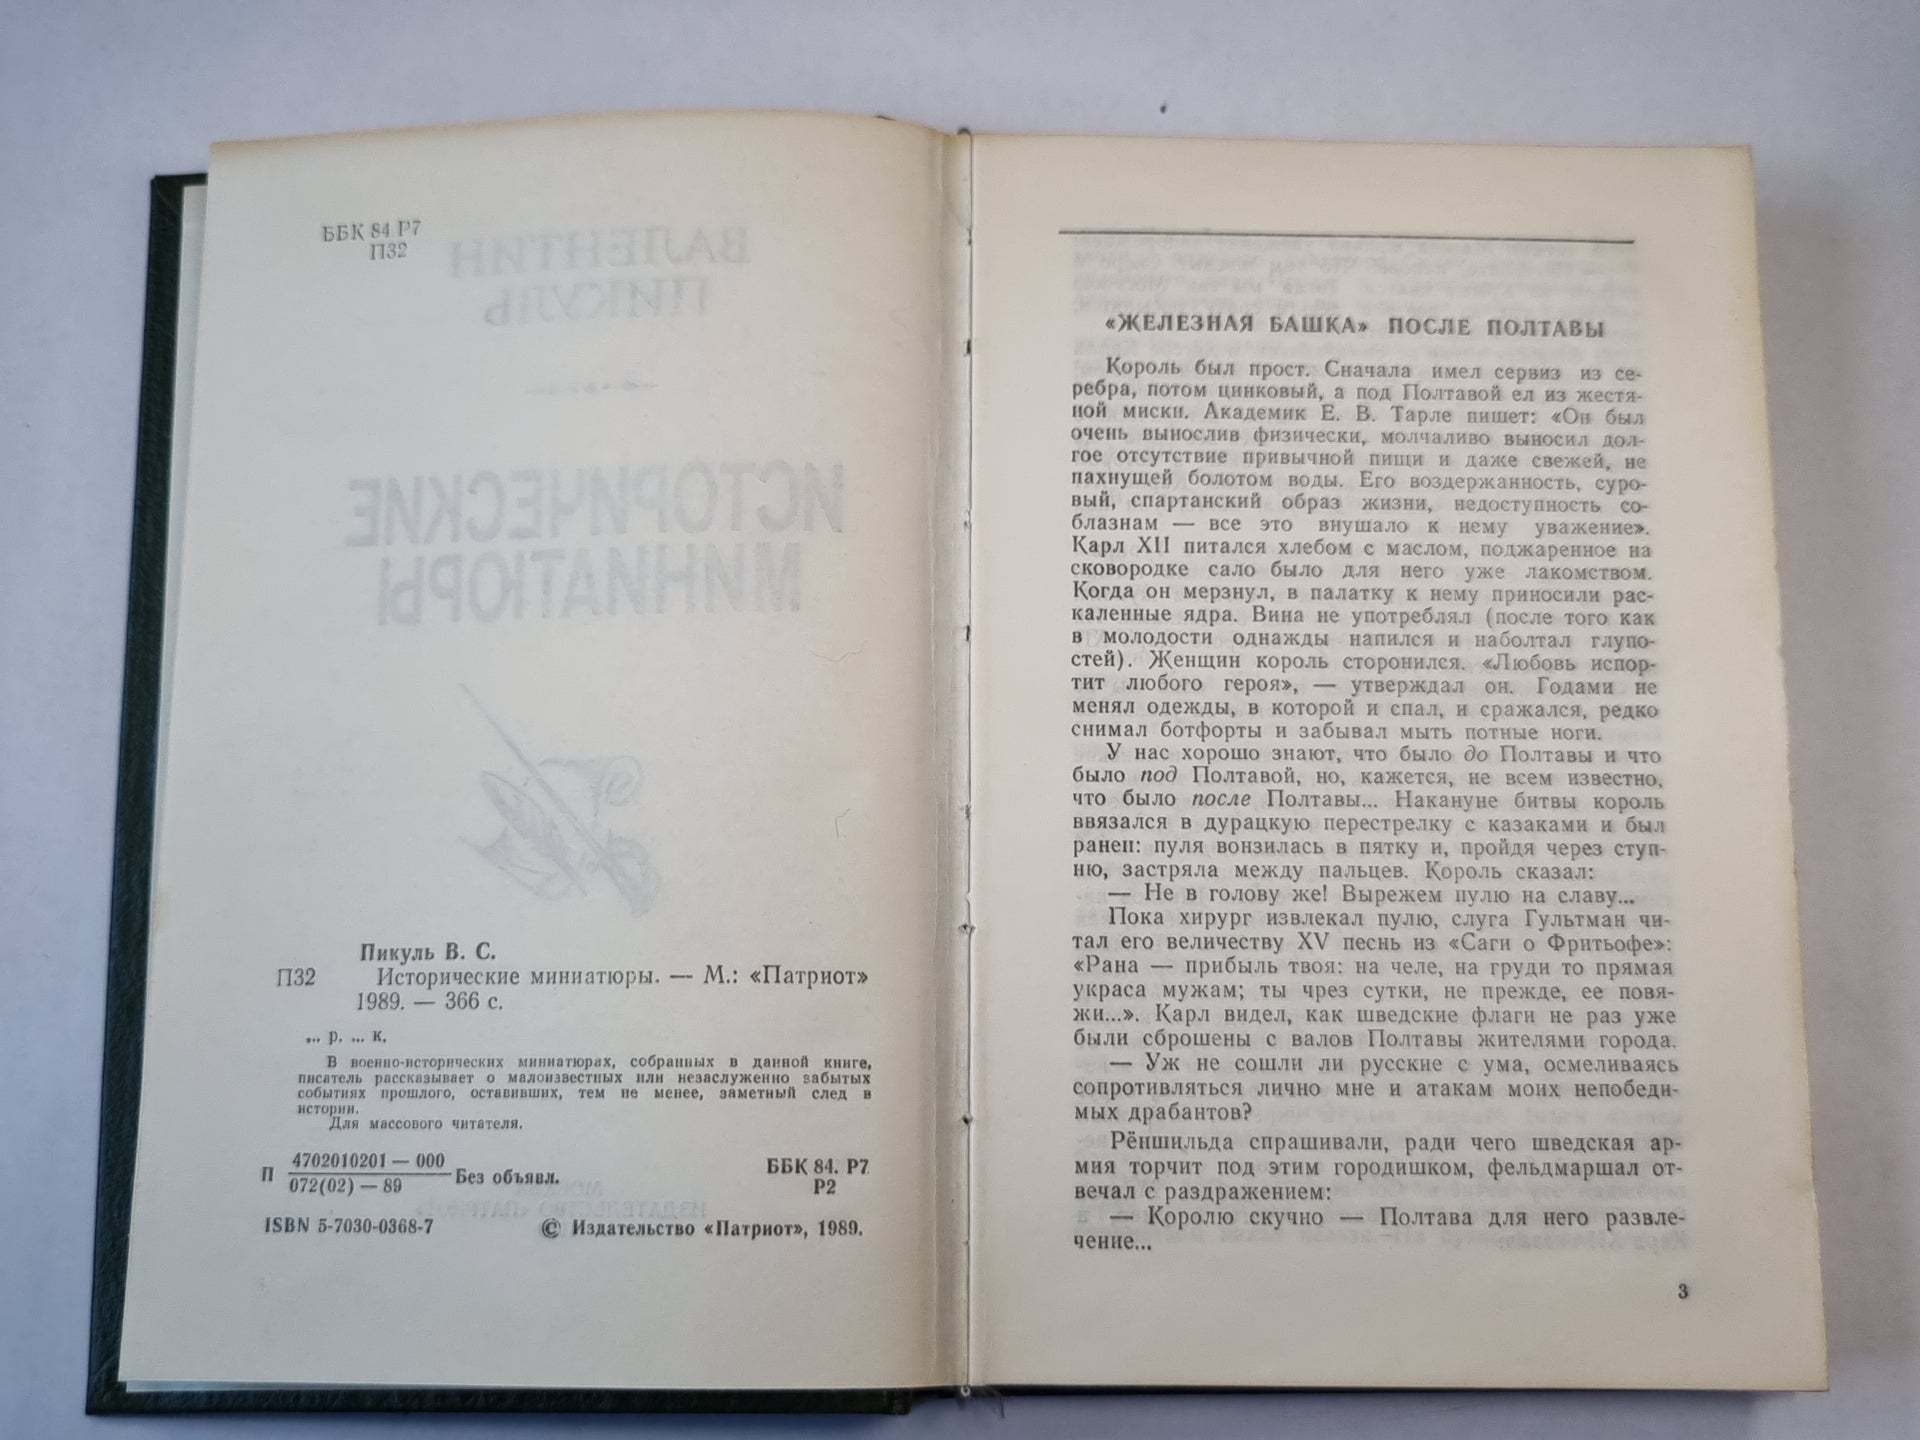 ББК 84.Р7
П32
Пикуль В. С.
П32 Исторические миниатюры. — М.: «Патриот»
1989. — 366 с.
... р. ... к.
В военно-исторических миниатюрах, собранных в данной книге,
писатель рассказывает о малоизвестных или незаслуженно забытых
событиях прошлого, оставивших, тем не менее, заметный след в
истории.
Для массового читателя.
П 4702010201 — 000
072(02) — 89 Без объявл.
ББК 84. Р7
Р2
ISBN 5-7030-0368-7
© Издательство «Патриот», 1989.
«ЖЕЛЕЗНАЯ БАШКА» ПОСЛЕ ПОЛТАВЫ
Король был прост. Сначала имел сервиз из се-
ребра, потом цинковый, а под Полтавой ел из жестя-
ной миски. Академик Е. В. Тарле пишет: «Он был
очень вынослив физически, молчаливо выносил дол-
гое отсутствие привычной пищи и даже свежей, не
пахнущей болотом воды. Его воздержанность, суро-
вый, спартанский образ жизни, недоступность со-
блазнам — все это внушало к нему уважение».
Карл XII питался хлебом с маслом, поджаренное на
сковородке сало было для него уже лакомством.
Когда он мерзнул, в палатку к нему приносили рас-
каленные ядра. Вина не употреблял (после того как
в молодости однажды напился и наболтал глупо-
стей). Женщин король сторонился. «Любовь испор-
тит любого героя», — утверждал он. Годами не
менял одежды, в которой и спал, и сражался, редко
снимал ботфорты и забывал мыть потные ноги.
У нас хорошо знают, что было до Полтавы и что
было под Полтавой, но, кажется, не всем известно,
что было после Полтавы... Накануне битвы король
ввязался в дурацкую перестрелку с казаками и был
ранен: пуля вонзилась в пятку и, пройдя через ступ-
ню, застряла между пальцев. Король сказал:
— Не в голову же! Вырежем пулю на славу...
Пока хирург извлекал пулю, слуга Гультман чи-
тал его величеству XV песнь из «Саги о Фритьофе»:
«Рана — прибыль твоя: на челе, на груди то прямая
украса мужам; ты чрез сутки, не прежде, ее повя-
жи...». Карл видел, как шведские флаги не раз уже
были сброшены с валов Полтавы жителями города.
— Уж не сошли ли русские с ума, осмеливаясь
сопротивляться лично мне и атакам моих непобеди-
мых драбантов?
Рёншильда спрашивали, ради чего шведская ар-
мия торчит под этим городишком, фельдмаршал от-
вечал с раздражением:
— Королю скучно — Полтава для него развле-
чение...
3